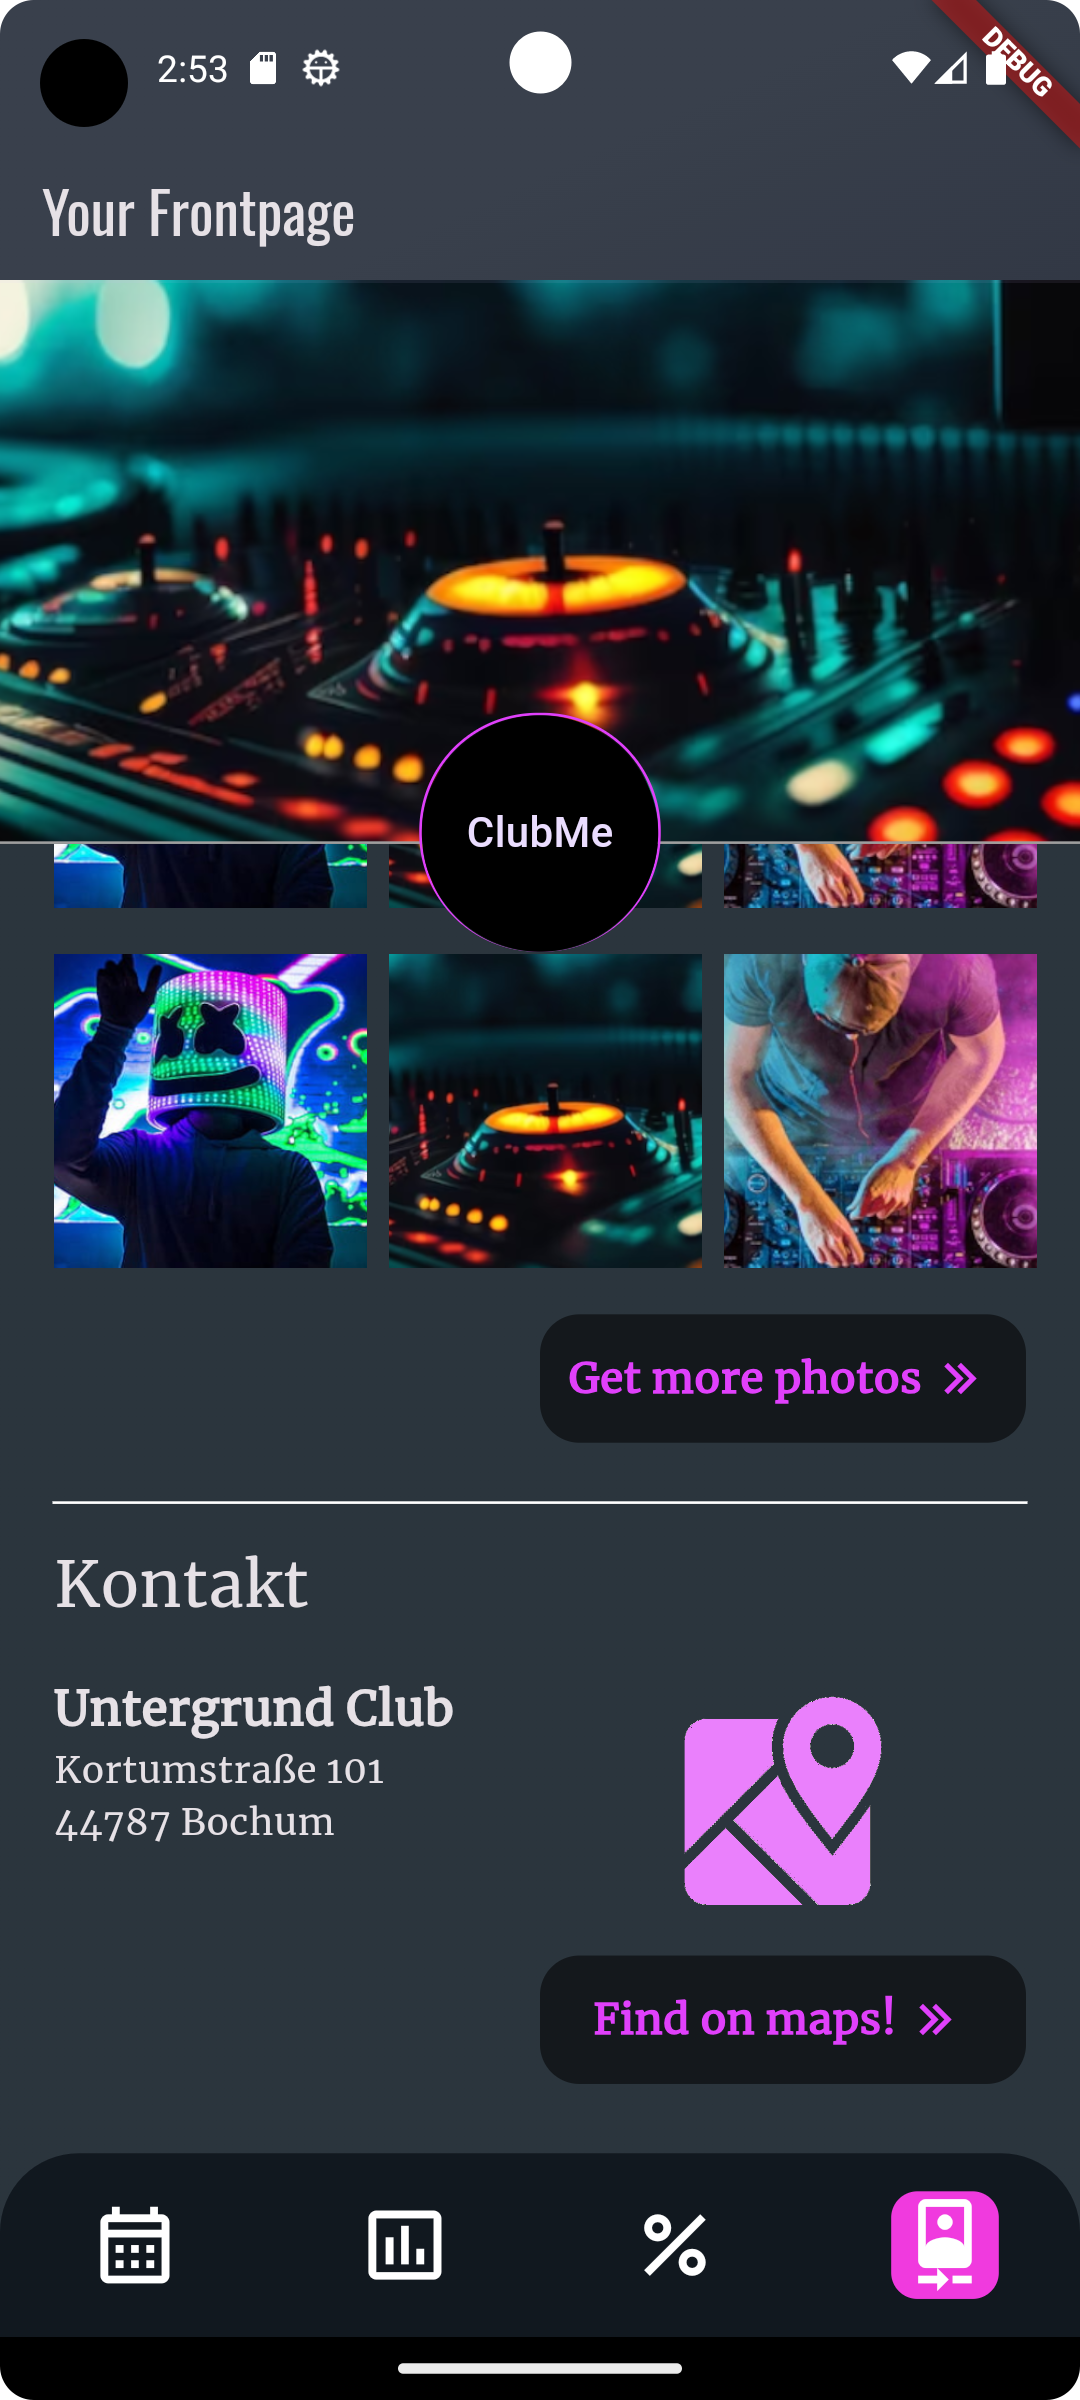 2:53
DEBUG
Your Frontpage
ClubMe
Get more photos
Kontakt
Untergrund Club
Kortumstraße 101
44787 Bochum
Find on maps!